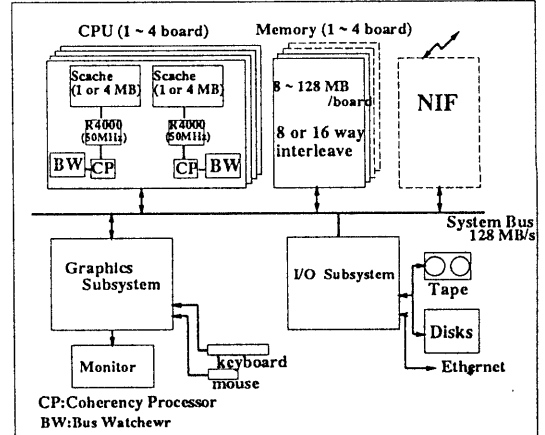 CPU (1 ~ 4 board)
Memory (1 ~ 4 board)
Scache
(1 or 4 MB)
Scache
(1 or 4 MB)
R4000
(50MHz)
R4000
(50MHz)
BW
CP
CP
BW
8 ~ 128 MB
/board
8 or 16 way
interleave
NIF
System Bus
128 MB/s
Graphics
Subsystem
I/O Subsystem
Tape
Disks
Ethernet
Monitor
keyboard
mouse
CP:Coherency Processor
BW:Bus Watchewr